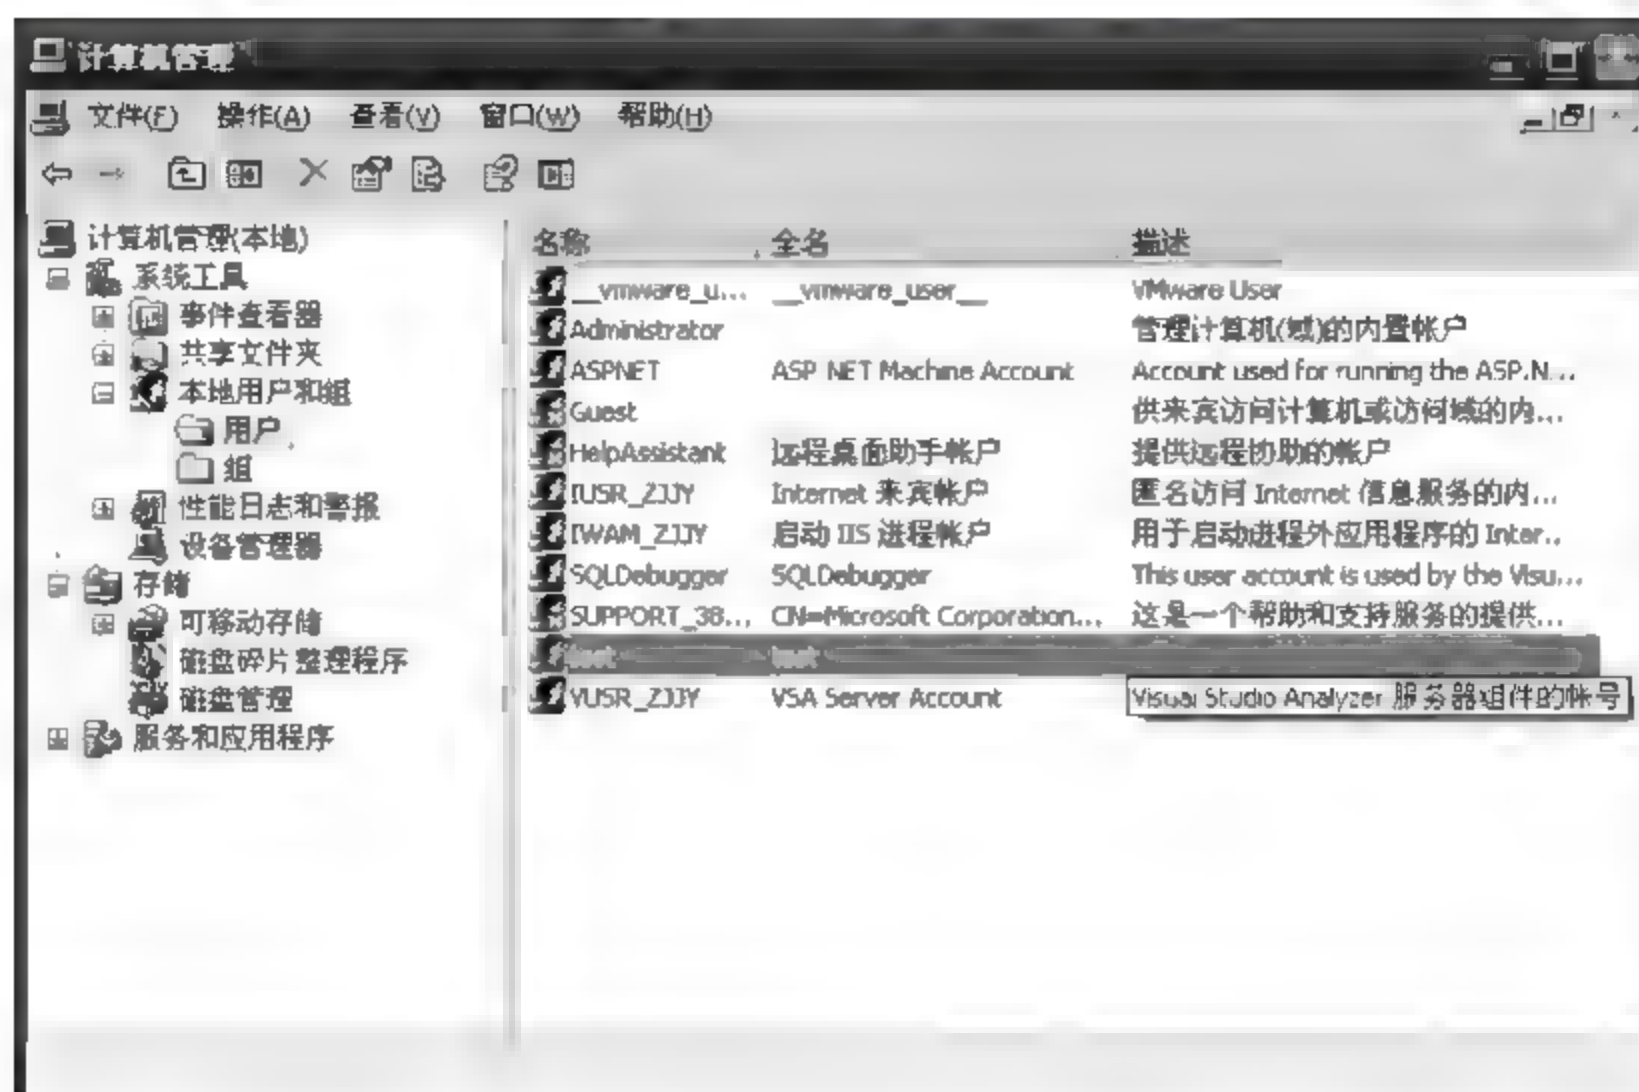 计算机管理
文件(F) 操作(A) 查看(V) 窗口(W) 帮助(H)
计算机管理(本地)
系统工具
事件查看器
共享文件夹
本地用户和组
用户
组
性能日志和警报
设备管理器
存储
可移动存储
磁盘碎片整理程序
磁盘管理
服务和应用程序
名称 全名 描述
__vmware_u... __vmware_user__ VMware User
Administrator 管理计算机(域)的内置帐户
ASPNET ASP.NET Machine Account Account used for running the ASP.N...
Guest 供来宾访问计算机或访问域的内...
HelpAssistant 远程桌面助手帐户 提供远程协助的帐户
IUSR_ZJJY Internet 来宾帐户 匿名访问 Internet 信息服务的内...
IWAM_ZJJY 启动 IIS 进程帐户 用于启动进程外应用程序的 Inter...
SQLDebugger SQLDebugger This user account is used by the Visu...
SUPPORT_38... CN=Microsoft Corporation... 这是一个帮助和支持服务的提供...
VUSR_ZJJY VSA Server Account Visual Studio Analyzer 服务器组件的帐号